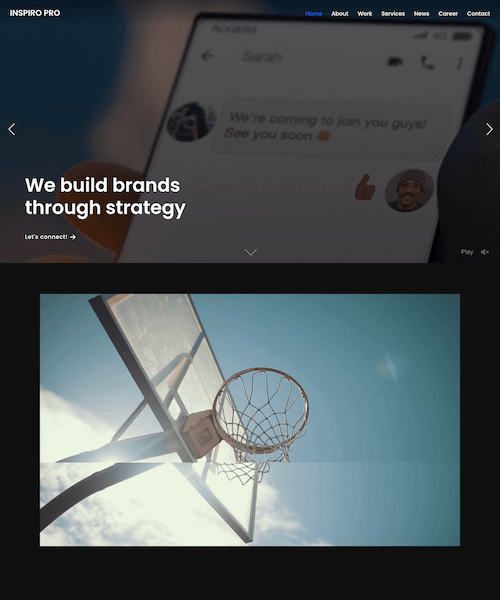 INSPIRO PRO
Home About Work Services News Career Contact
ROGERS
5G
Sarah
We're coming to join you guys!
See you soon 😊
We build brands
through strategy
Let's connect!
Play